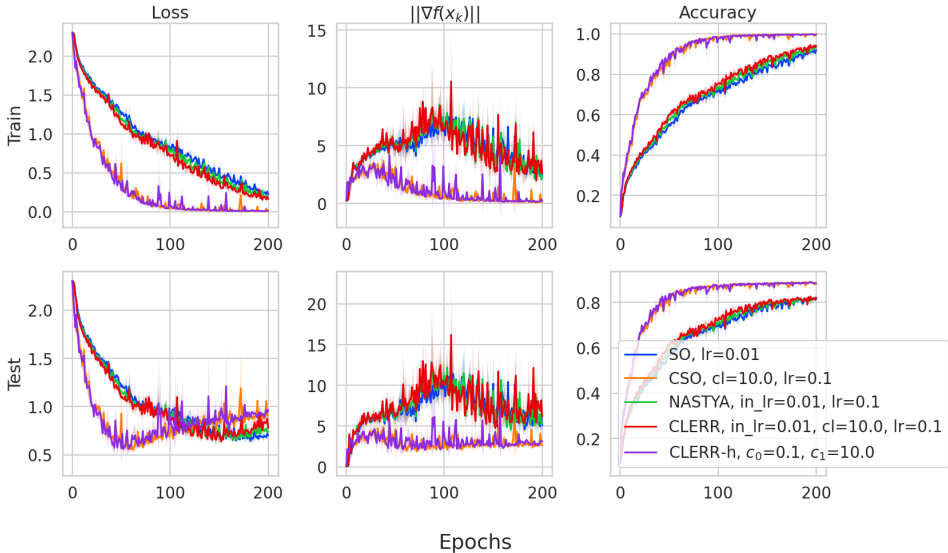 Loss
||∇f(x_k)||
Accuracy
Train
2.0
1.5
1.0
0.5
0.0
0 100 200
15
10
5
0
0 100 200
1.0
0.8
0.6
0.4
0.2
0 100 200
Test
2.0
1.5
1.0
0.5
0 100 200
20
15
10
5
0
0 100 200
0.8
0.6
0.4
0.2
0 100 200
SO, lr=0.01
CSO, cl=10.0, lr=0.1
NASTYA, in_lr=0.01, lr=0.1
CLERR, in_lr=0.01, cl=10.0, lr=0.1
CLERR-h, c₀=0.1, c₁=10.0
Epochs